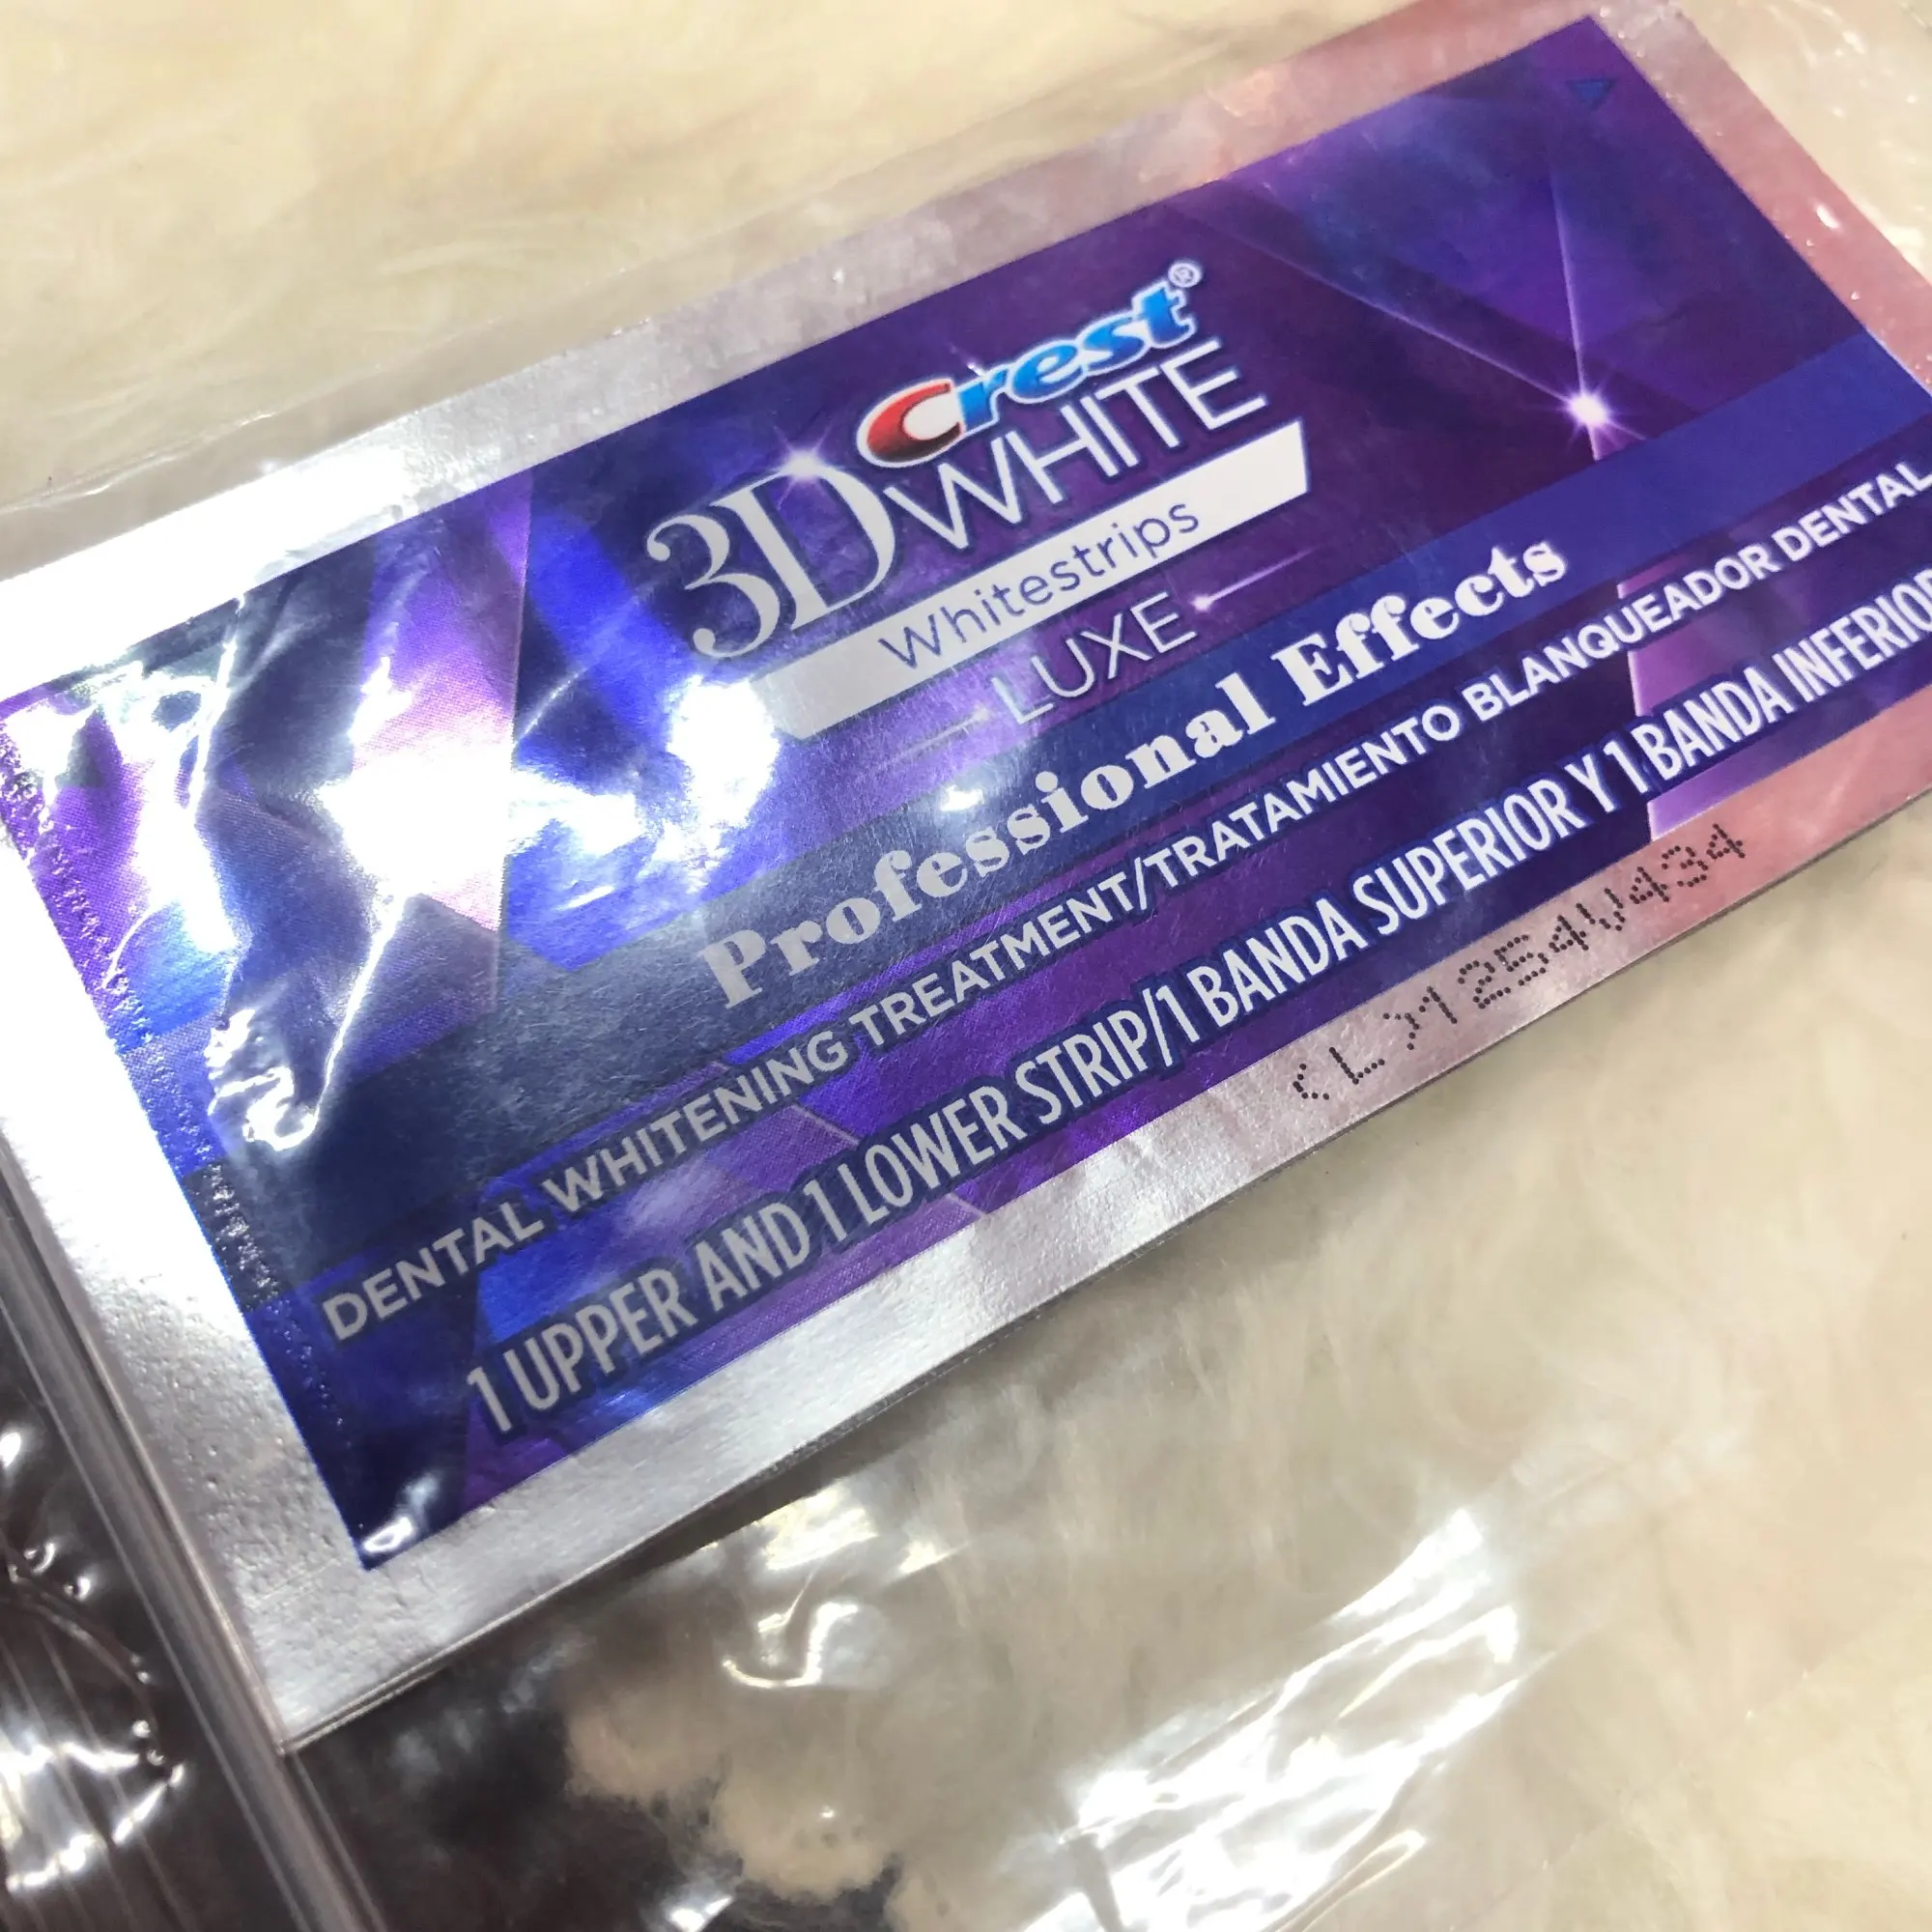 Crest®
3D WHITE
Whitestrips
LUXE
Professional Effects
DENTAL WHITENING TREATMENT/TRATAMIENTO BLANQUEADOR DENTAL
1 UPPER AND 1 LOWER STRIP/1 BANDA SUPERIOR Y 1 BANDA INFERIOR
(L)1254V434